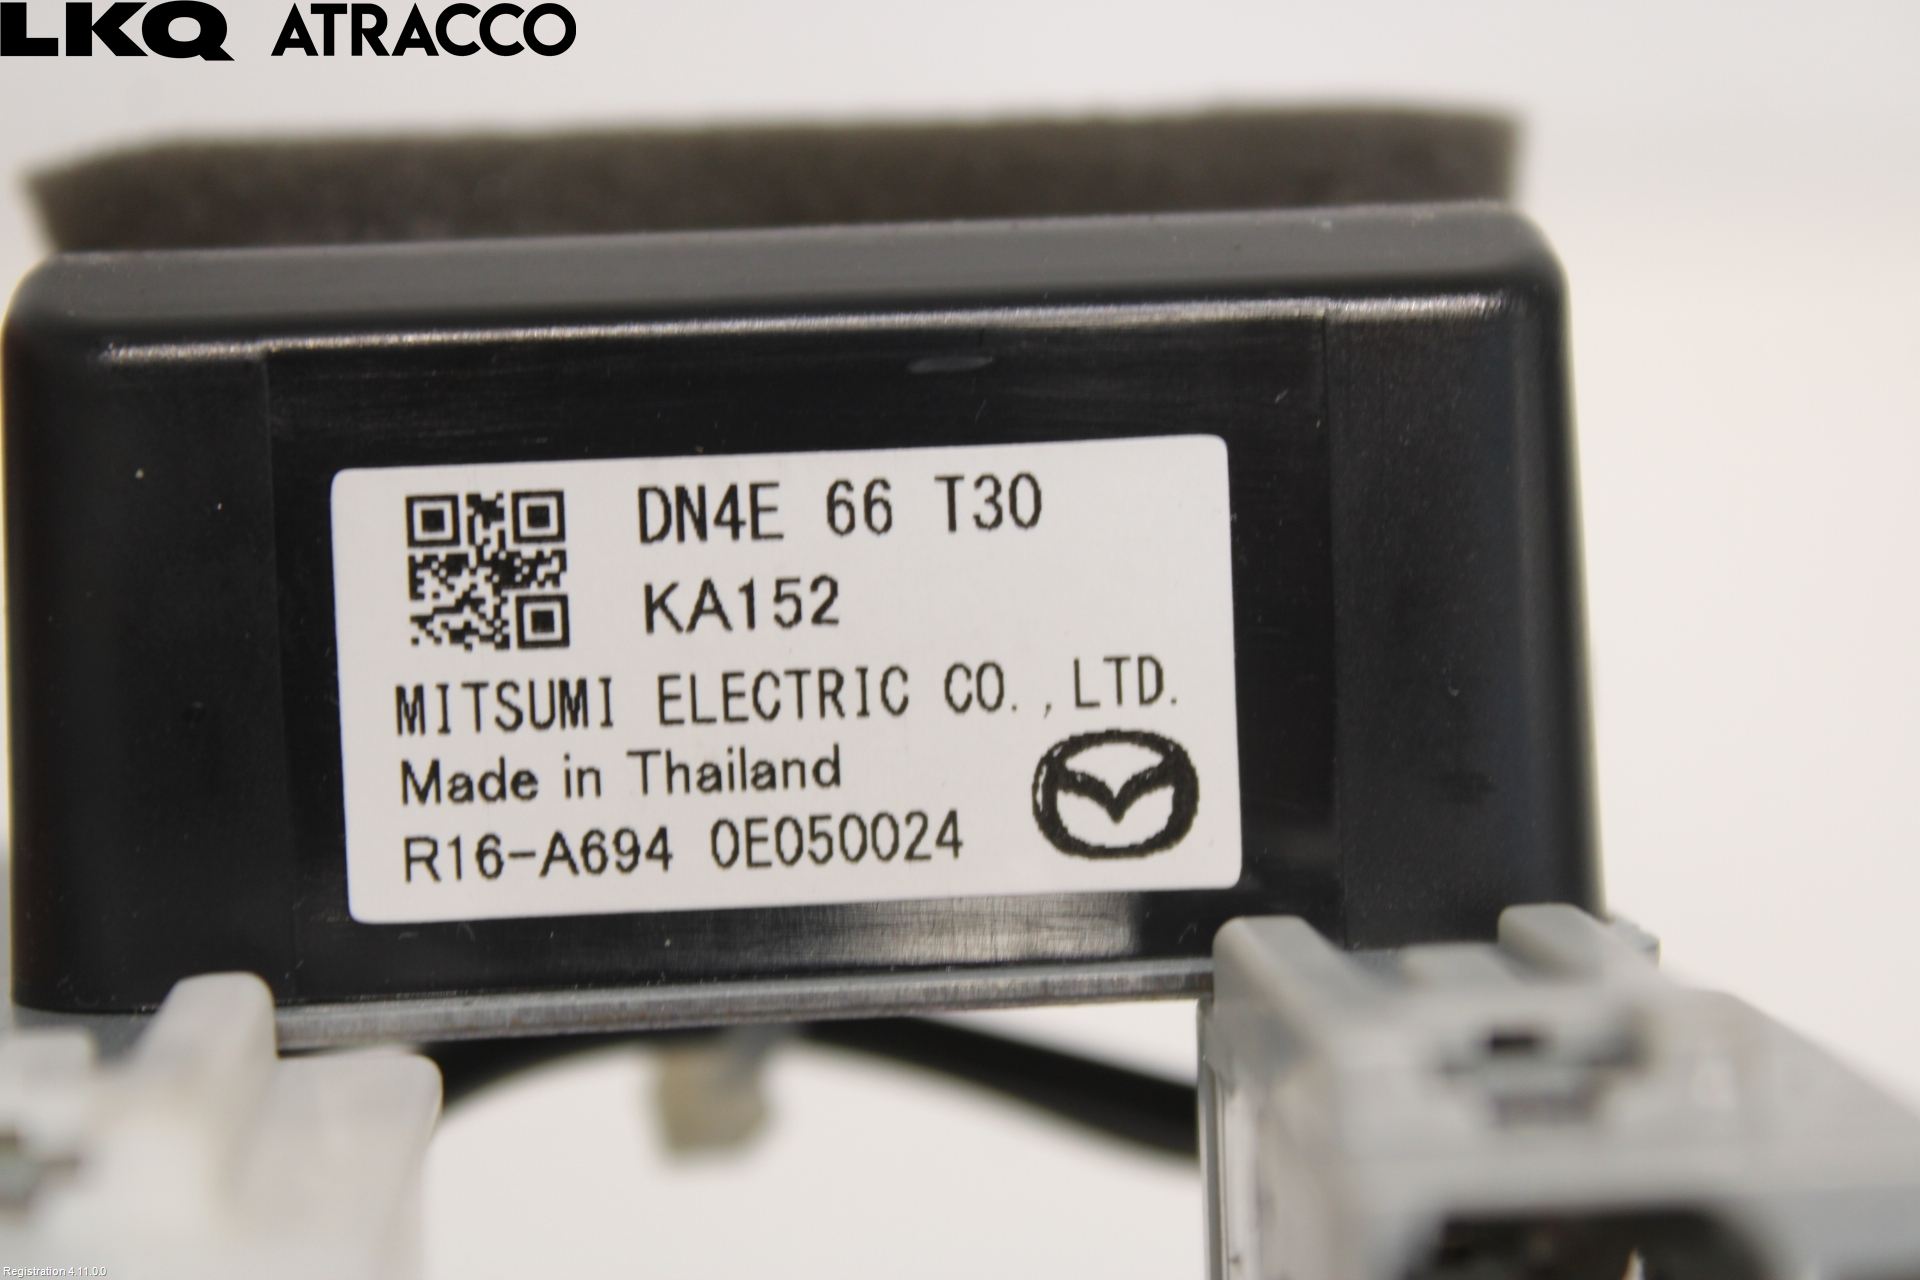 LKQ ATRACCO
DN4E 66 T30
KA152
MITSUMI ELECTRIC CO., LTD.
Made in Thailand
R16-A694 0E050024
Registration 4.11.0.0